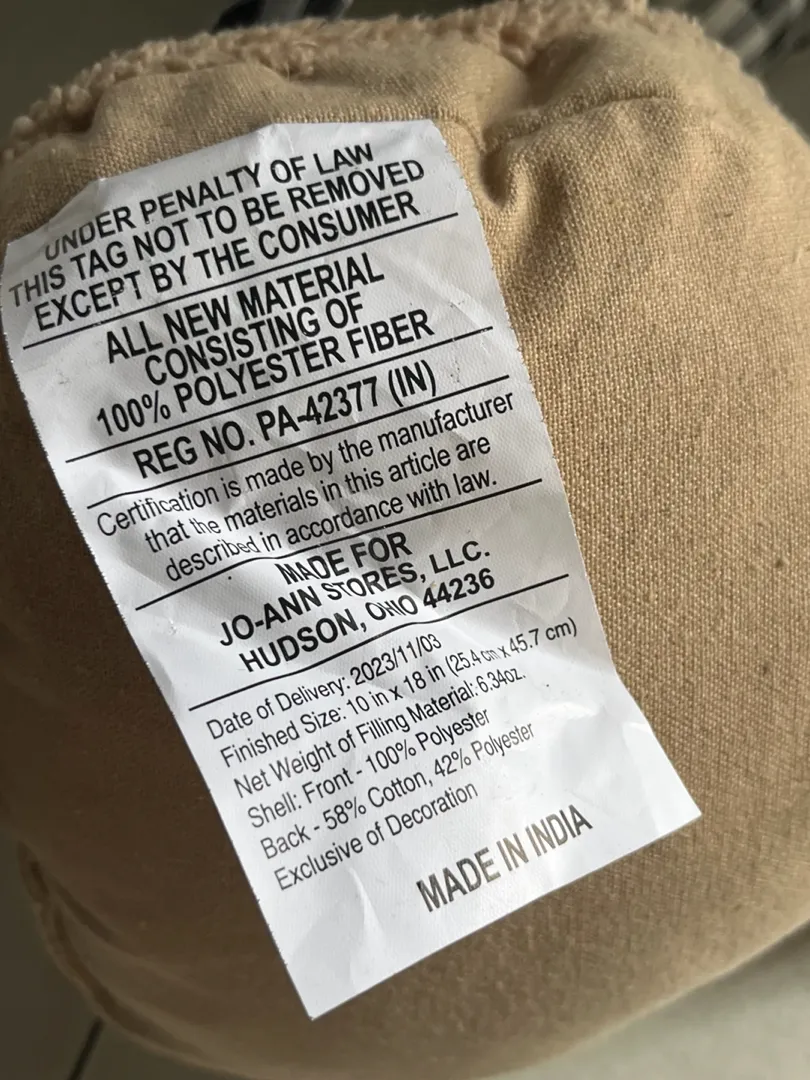 UNDER PENALTY OF LAW
THIS TAG NOT TO BE REMOVED
EXCEPT BY THE CONSUMER
ALL NEW MATERIAL
CONSISTING OF
100% POLYESTER FIBER
REG NO. PA-42377 (IN)
Certification is made by the manufacturer
that the materials in this article are
described in accordance with law.
MADE FOR
JO-ANN STORES, LLC.
HUDSON, OHIO 44236
Date of Delivery: 2023/11/03
Finished Size: 10 in x 18 in (25.4 cm x 45.7 cm)
Net Weight of Filling Material: 6.34oz.
Shell: Front - 100% Polyester
Back - 58% Cotton, 42% Polyester
Exclusive of Decoration
MADE IN INDIA